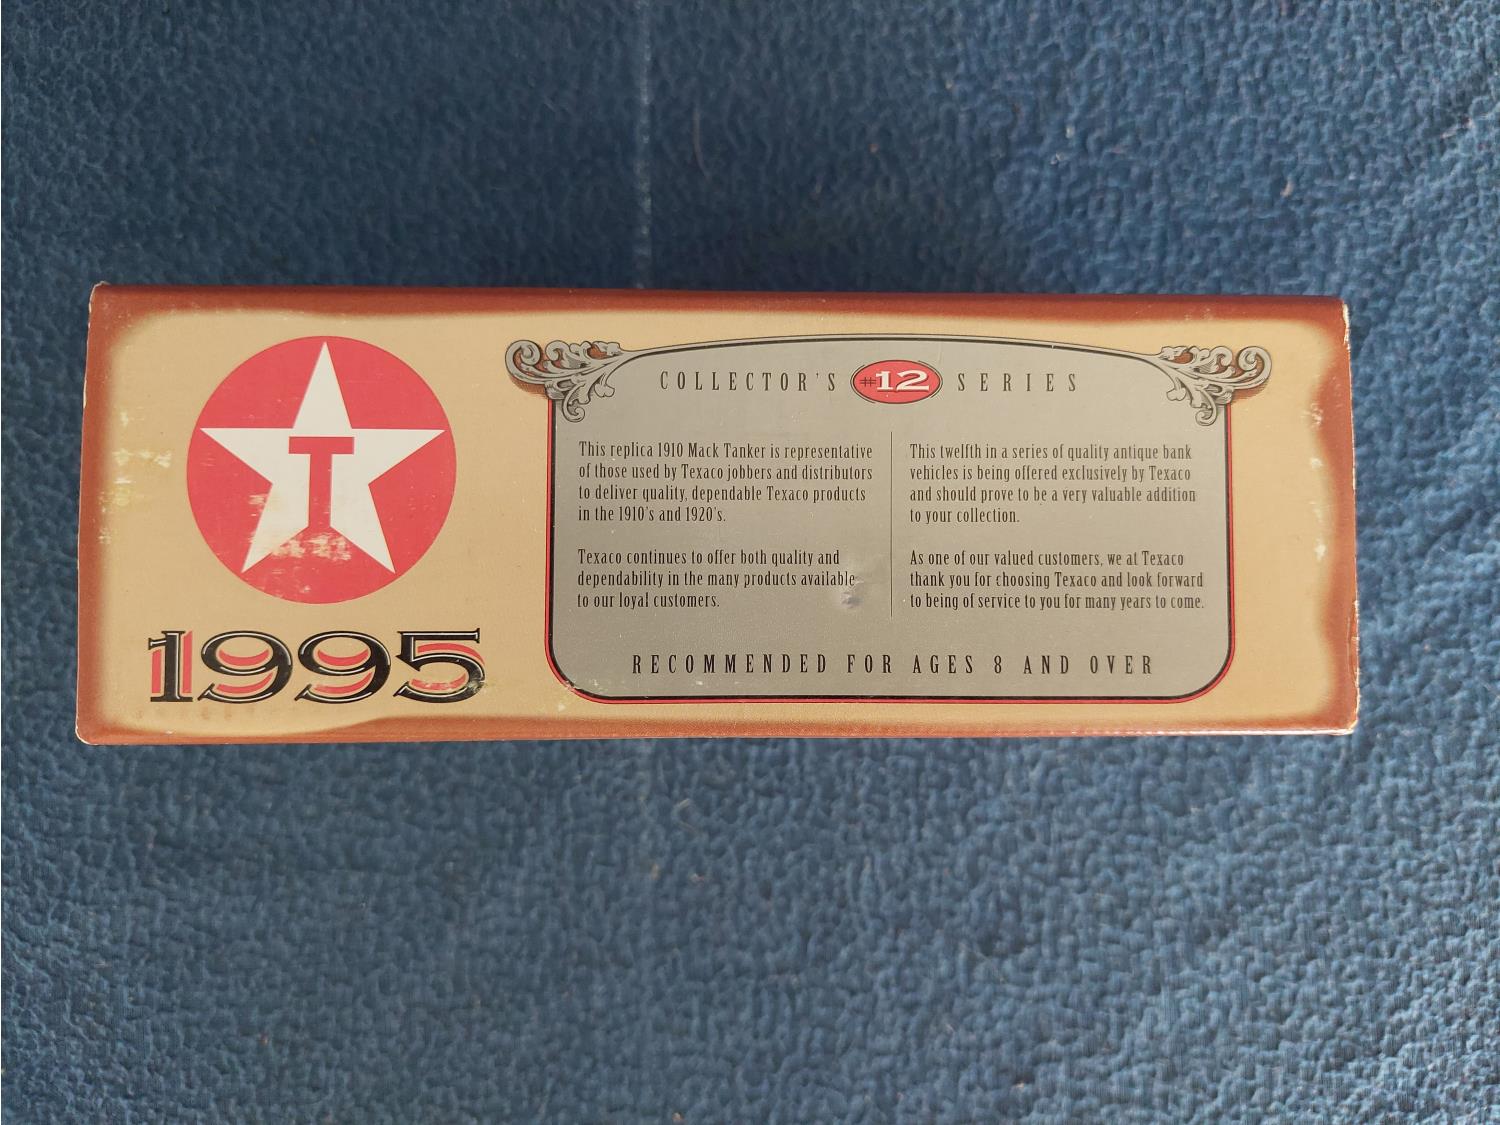 T
1995
COLLECTOR'S #12 SERIES
This replica 1910 Mack Tanker is representative
of those used by Texaco jobbers and distributors
to deliver quality, dependable Texaco products
in the 1910's and 1920's.
Texaco continues to offer both quality and
dependability in the many products available
to our loyal customers.
This twelfth in a series of quality antique bank
vehicles is being offered exclusively by Texaco
and should prove to be a very valuable addition
to your collection.
As one of our valued customers, we at Texaco
thank you for choosing Texaco and look forward
to being of service to you for many years to come.
RECOMMENDED FOR AGES 8 AND OVER